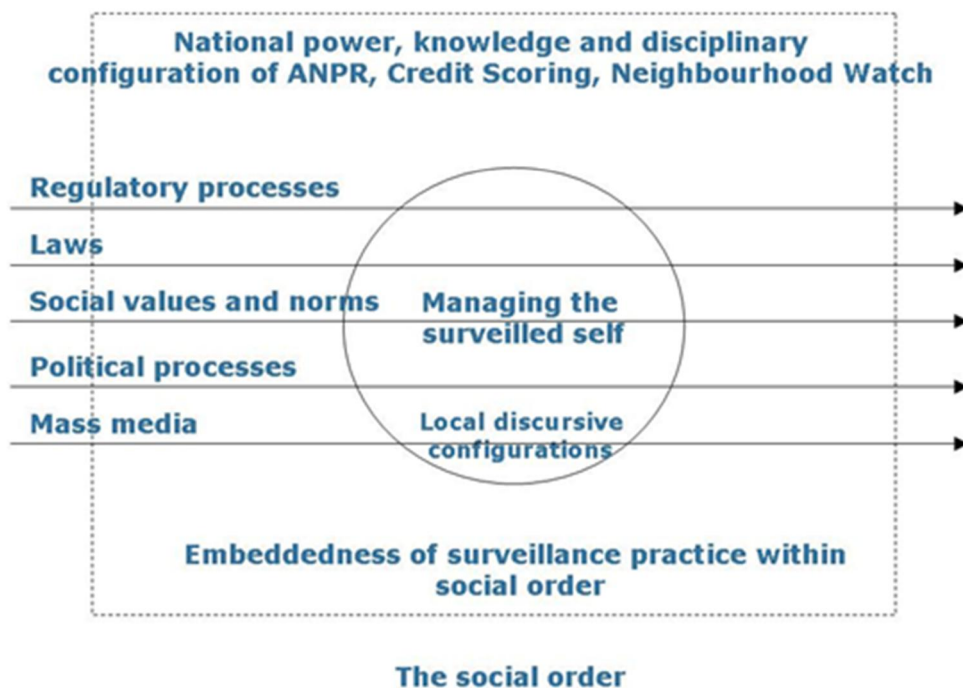 National power, knowledge and disciplinary
configuration of ANPR, Credit Scoring, Neighbourhood Watch
Regulatory processes
Laws
Social values and norms
Managing the
surveilled self
Political processes
Mass media
Local discursive
configurations
Embeddedness of surveillance practice within
social order
The social order